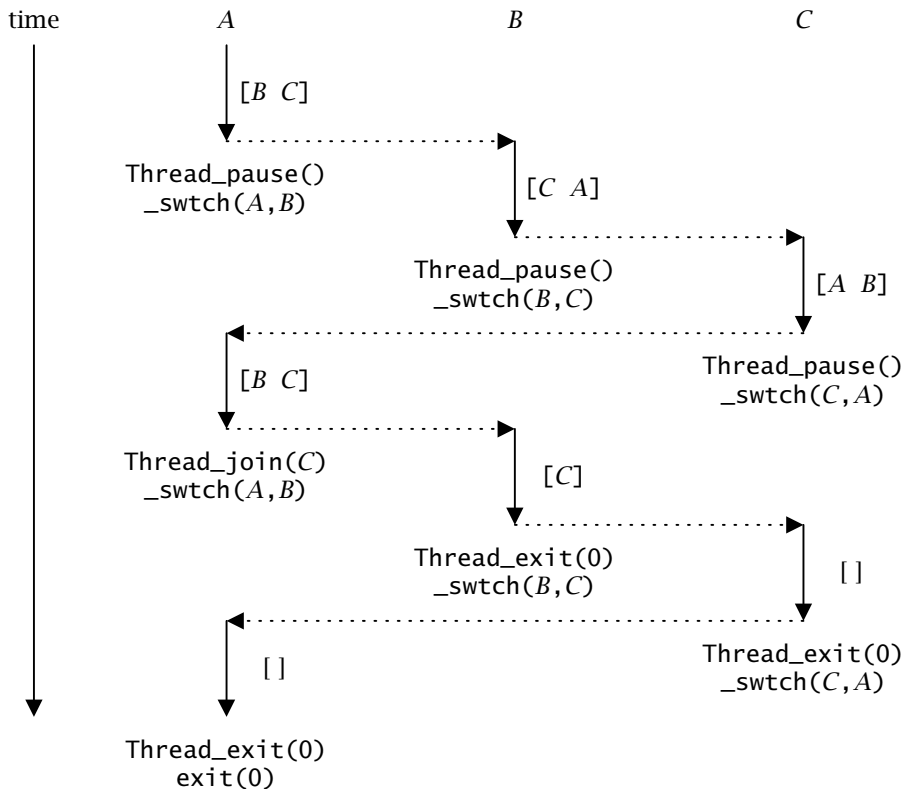 time A B C
[B C]
Thread_pause()
_swtch(A,B)
[C A]
Thread_pause()
_swtch(B,C)
[A B]
Thread_pause()
_swtch(C,A)
[B C]
Thread_join(C)
_swtch(A,B)
[C]
Thread_exit(0)
_swtch(B,C)
[ ]
Thread_exit(0)
_swtch(C,A)
[ ]
Thread_exit(0)
exit(0)